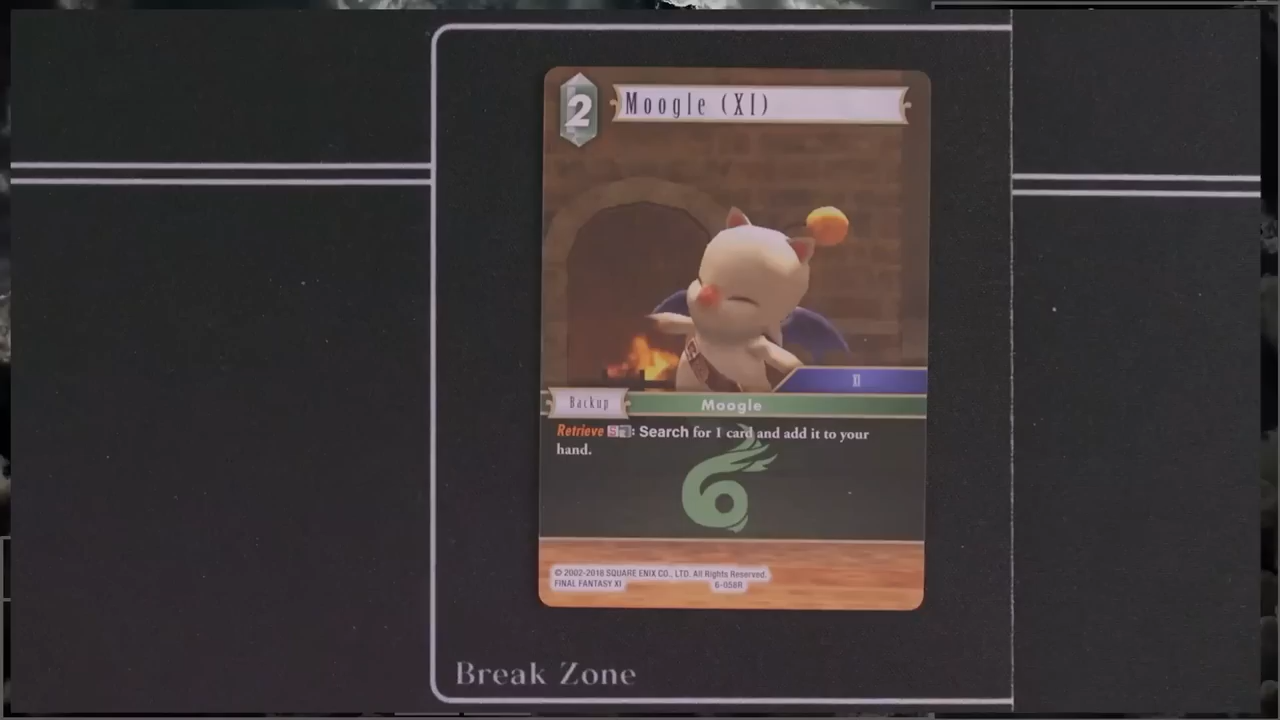 2
Moogle (XI)
XI
Backup
Moogle
Retrieve S: Search for 1 card and add it to your
hand.
6
© 2002-2018 SQUARE ENIX CO., LTD. All Rights Reserved.
FINAL FANTASY XI
6-058R
Break Zone